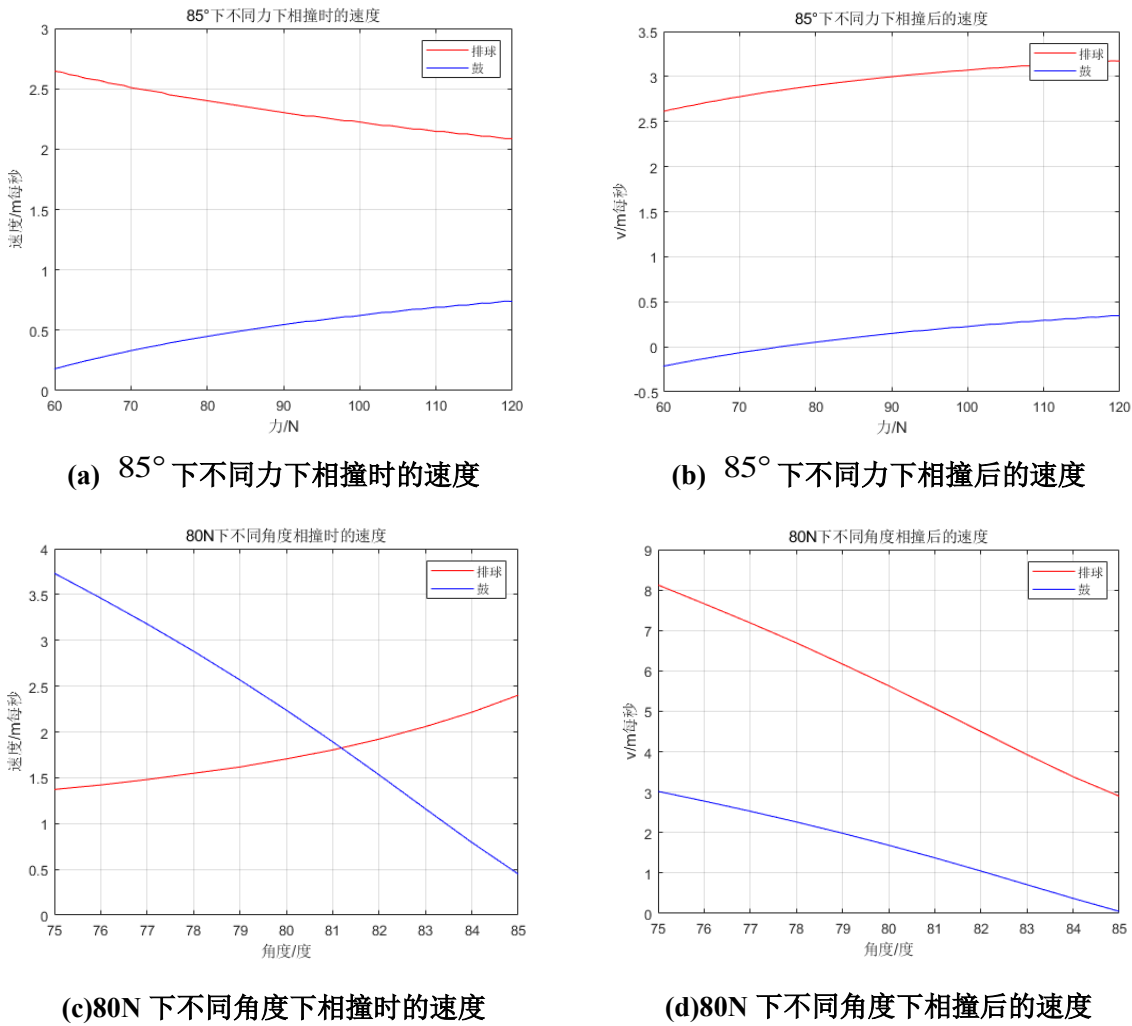 85°下不同力下相撞时的速度
3
2.5
2
1.5
1
0.5
0
速度/m每秒
排球
鼓
60 70 80 90 100 110 120
力/N
(a) 85°下不同力下相撞时的速度
85°下不同力下相撞后的速度
3.5
3
2.5
2
1.5
1
0.5
0
-0.5
v/m每秒
排球
鼓
60 70 80 90 100 110 120
力/N
(b) 85°下不同力下相撞后的速度
80N下不同角度相撞时的速度
4
3.5
3
2.5
2
1.5
1
0.5
0
速度/m每秒
排球
鼓
75 76 77 78 79 80 81 82 83 84 85
角度/度
(c)80N 下不同角度下相撞时的速度
80N下不同角度相撞后的速度
9
8
7
6
5
4
3
2
1
0
v/m每秒
排球
鼓
75 76 77 78 79 80 81 82 83 84 85
角度/度
(d)80N 下不同角度下相撞后的速度